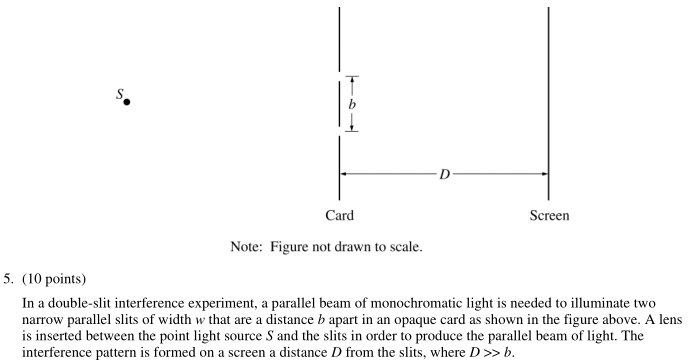 S
b
D
Card
Screen
Note: Figure not drawn to scale.
5. (10 points)
In a double-slit interference experiment, a parallel beam of monochromatic light is needed to illuminate two
narrow parallel slits of width w that are a distance b apart in an opaque card as shown in the figure above. A lens
is inserted between the point light source S and the slits in order to produce the parallel beam of light. The
interference pattern is formed on a screen a distance D from the slits, where D >> b.